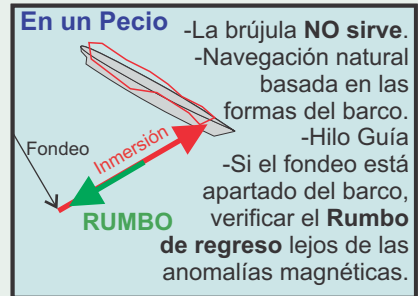 En un Pecio
-La brújula NO sirve.
-Navegación natural
basada en las
formas del barco.
-Hilo Guía
-Si el fondeo está
apartado del barco,
verificar el Rumbo
de regreso lejos de las
anomalías magnéticas.
Fondeo
Inmersión
RUMBO